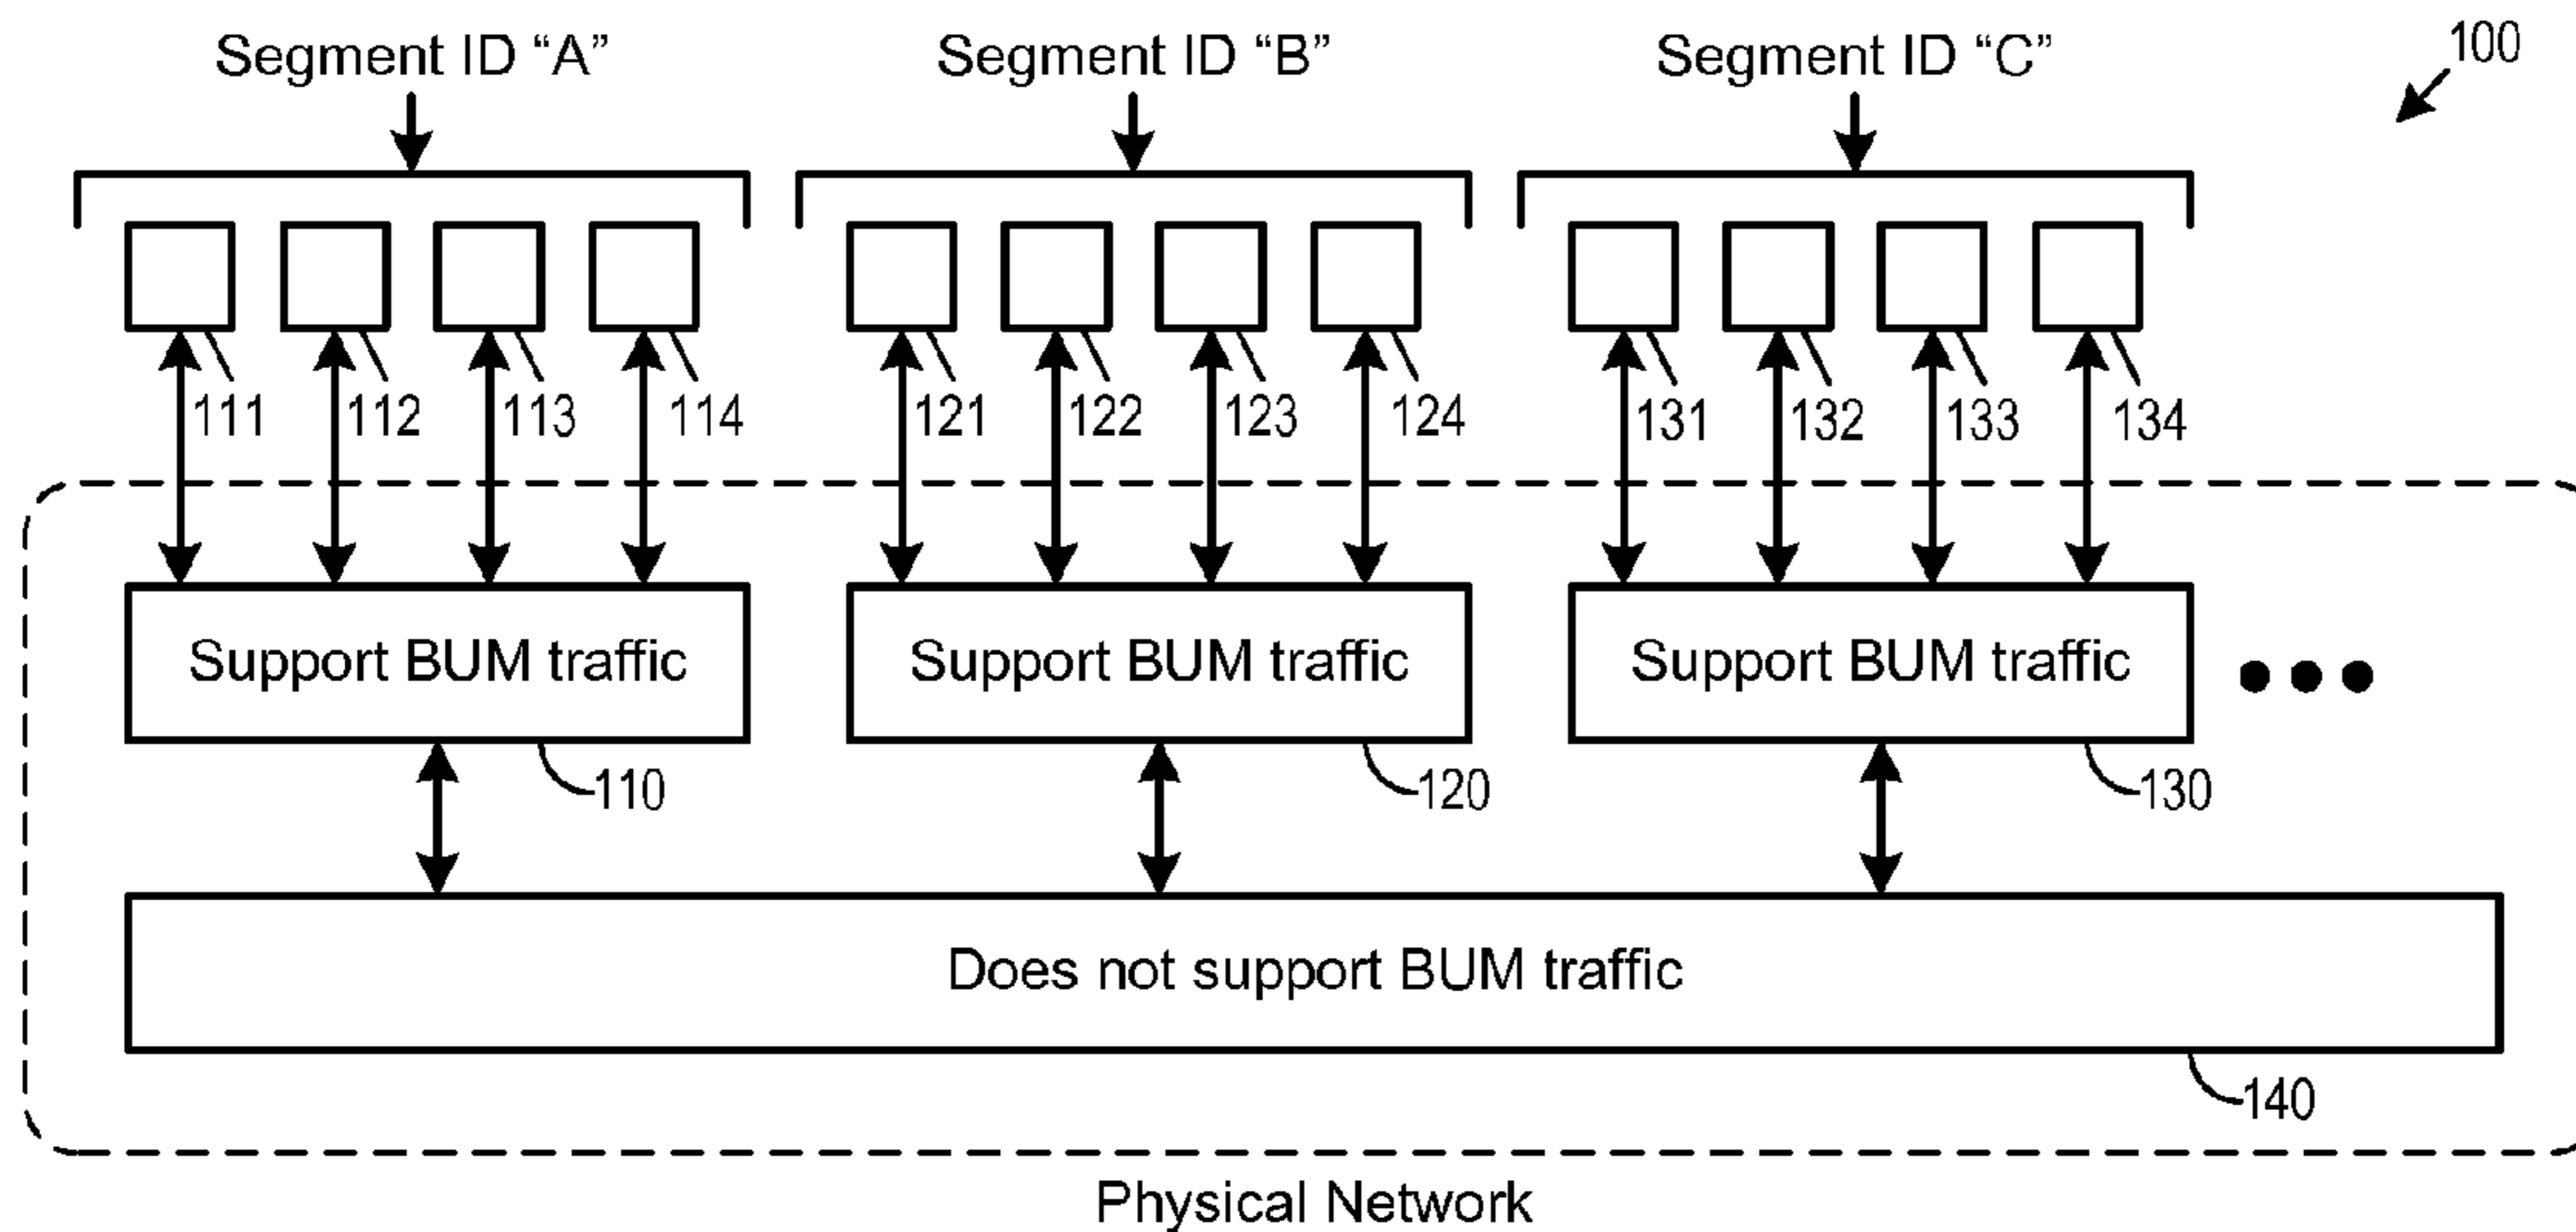 Segment ID “A” Segment ID “B” Segment ID “C” 100
111 112 113 114 121 122 123 124 131 132 133 134
Support BUM traffic Support BUM traffic Support BUM traffic
110 120 130
Does not support BUM traffic
140
Physical Network